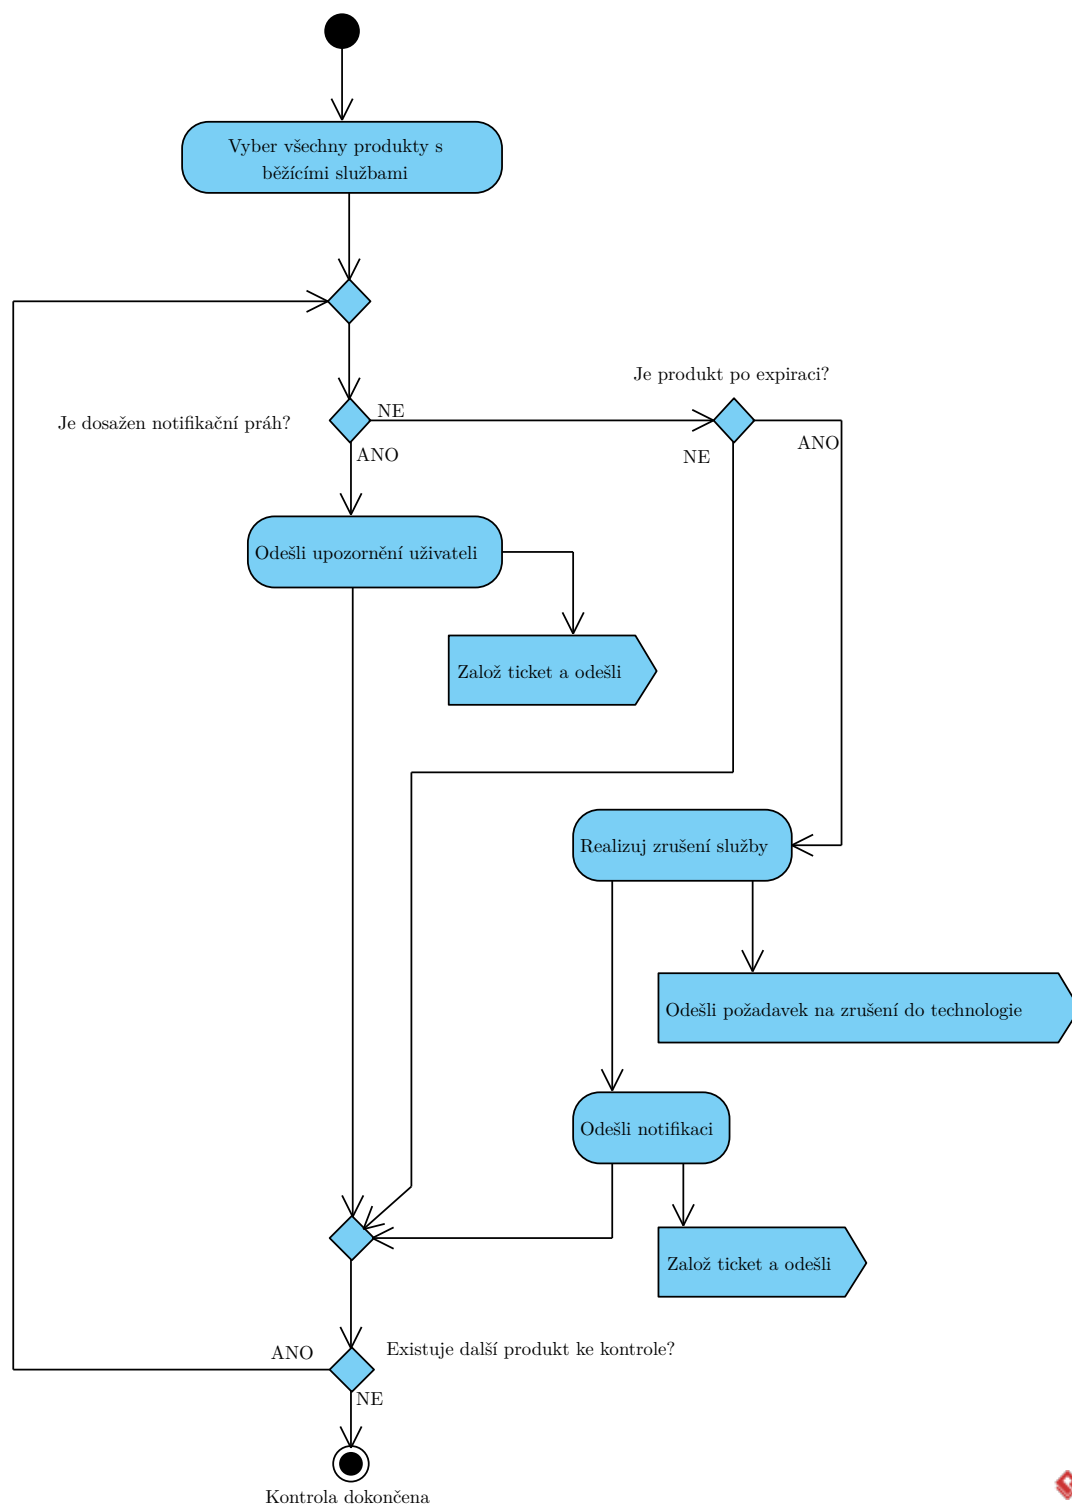 Vyber všechny produkty s
běžícími službami
Je produkt po expiraci?
Je dosažen notifikační práh?
NE
ANO
NE
ANO
Odešli upozornění uživateli
Založ ticket a odešli
Realizuj zrušení služby
Odešli požadavek na zrušení do technologie
Odešli notifikaci
Založ ticket a odešli
Existuje další produkt ke kontrole?
ANO
NE
Kontrola dokončena